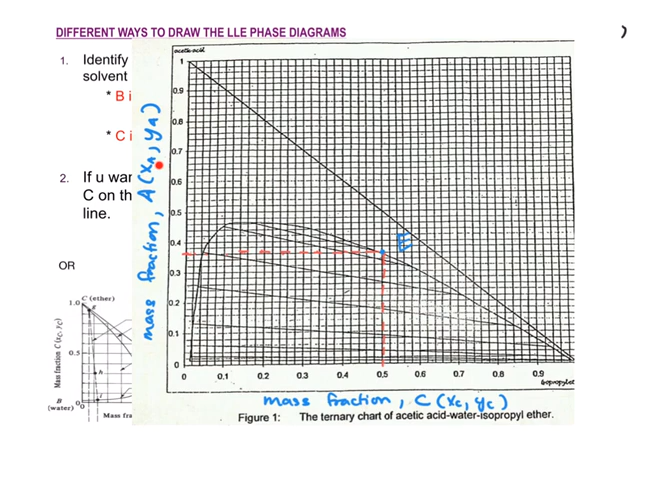 DIFFERENT WAYS TO DRAW THE LLE PHASE DIAGRAMS
1. Identify
solvent
* B i
* C i
2. If u war
C on th
line.
OR
acetic acid
mass fraction, A (xA, yA)
1
0.9
0.8
0.7
0.6
0.5
0.4
0.3
0.2
0.1
0
E
0 0.1 0.2 0.3 0.4 0.5 0.6 0.7 0.8 0.9
mass fraction, C (xc, yc)
Figure 1: The ternary chart of acetic acid-water-isopropyl ether.
C (ether)
1.0
Mass fraction C (xC, yC)
0.5
h
B
(water)
0
0
Mass fra